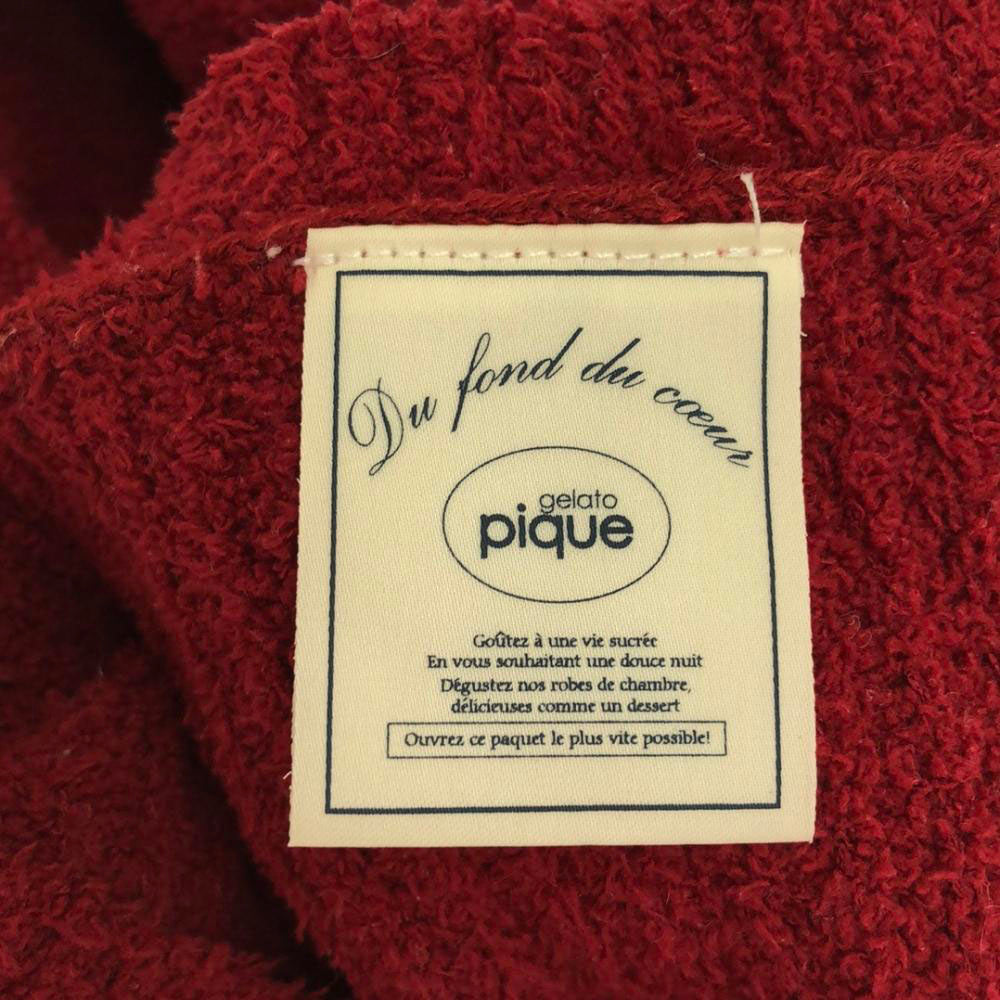 Du fond du cœur
gelato
pique
Goûtez à une vie sucrée
En vous souhaitant une douce nuit
Dégustez nos robes de chambre,
délicieuses comme un dessert
Ouvrez ce paquet le plus vite possible!